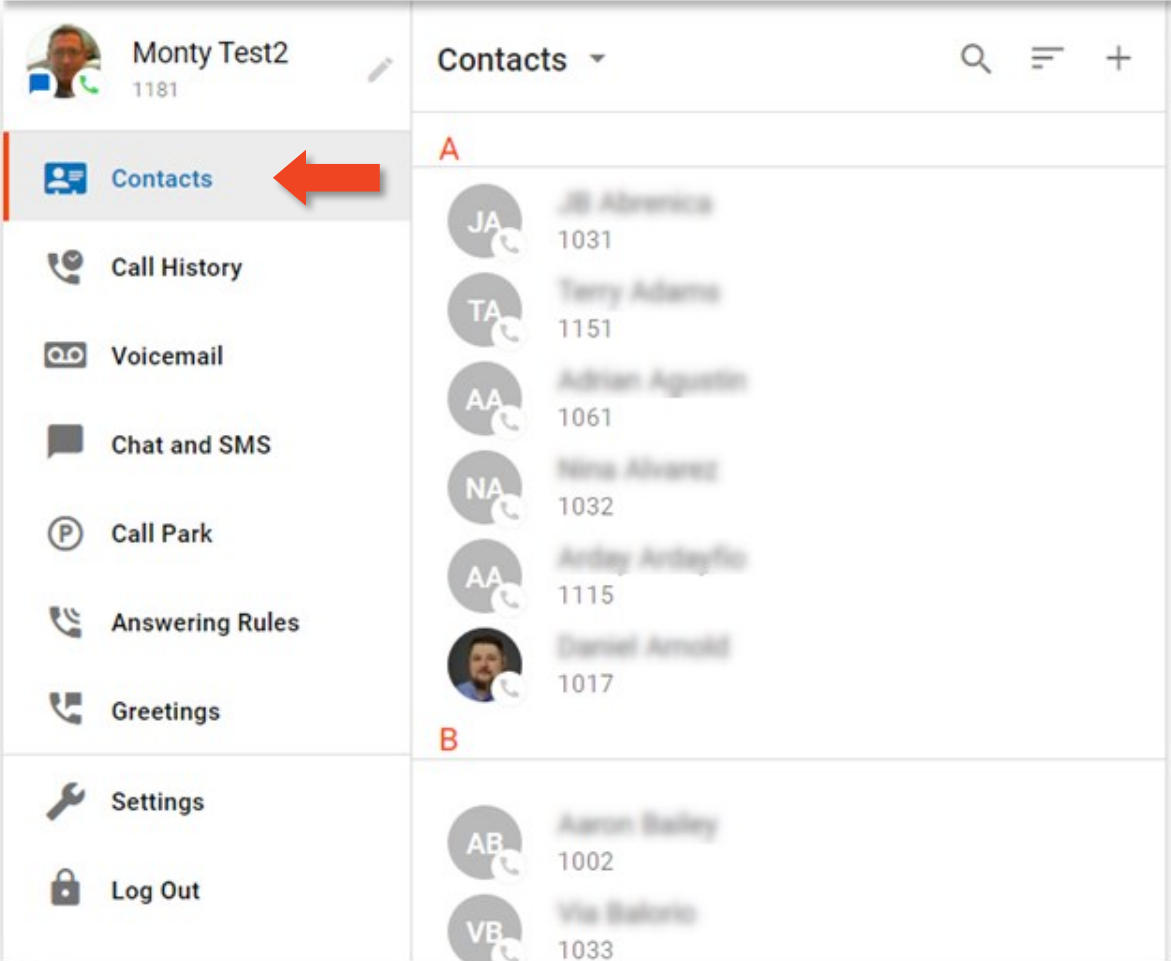 Monty Test2
1181
Contacts
Call History
Voicemail
Chat and SMS
P
Call Park
Answering Rules
Greetings
Settings
Log Out
Contacts
A
JA
1031
TA
1151
AA
1061
NA
1032
AA
1115
1017
B
AB
1002
VB
1033